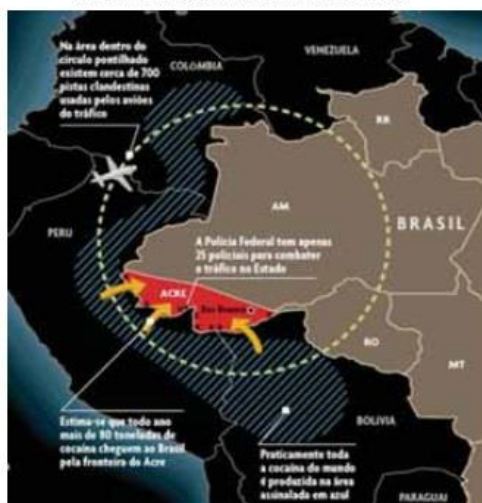 Na área dentro do
círculo pontilhado
existem cerca de 700
pistas clandestinas
usadas pelos aviões
do tráfico
COLÔMBIA
VENEZUELA
RR
AM
BRASIL
PERU
A Polícia Federal tem apenas
25 policiais para combater
o tráfico no Estado
ACRE
Rio Branco
RO
MT
Estima-se que todo ano
mais de 80 toneladas de
cocaína cheguem ao Brasil
pela fronteira do Acre
BOLIVIA
Praticamente toda
a cocaína do mundo
é produzida na área
assinalada em azul
PARAGUAI